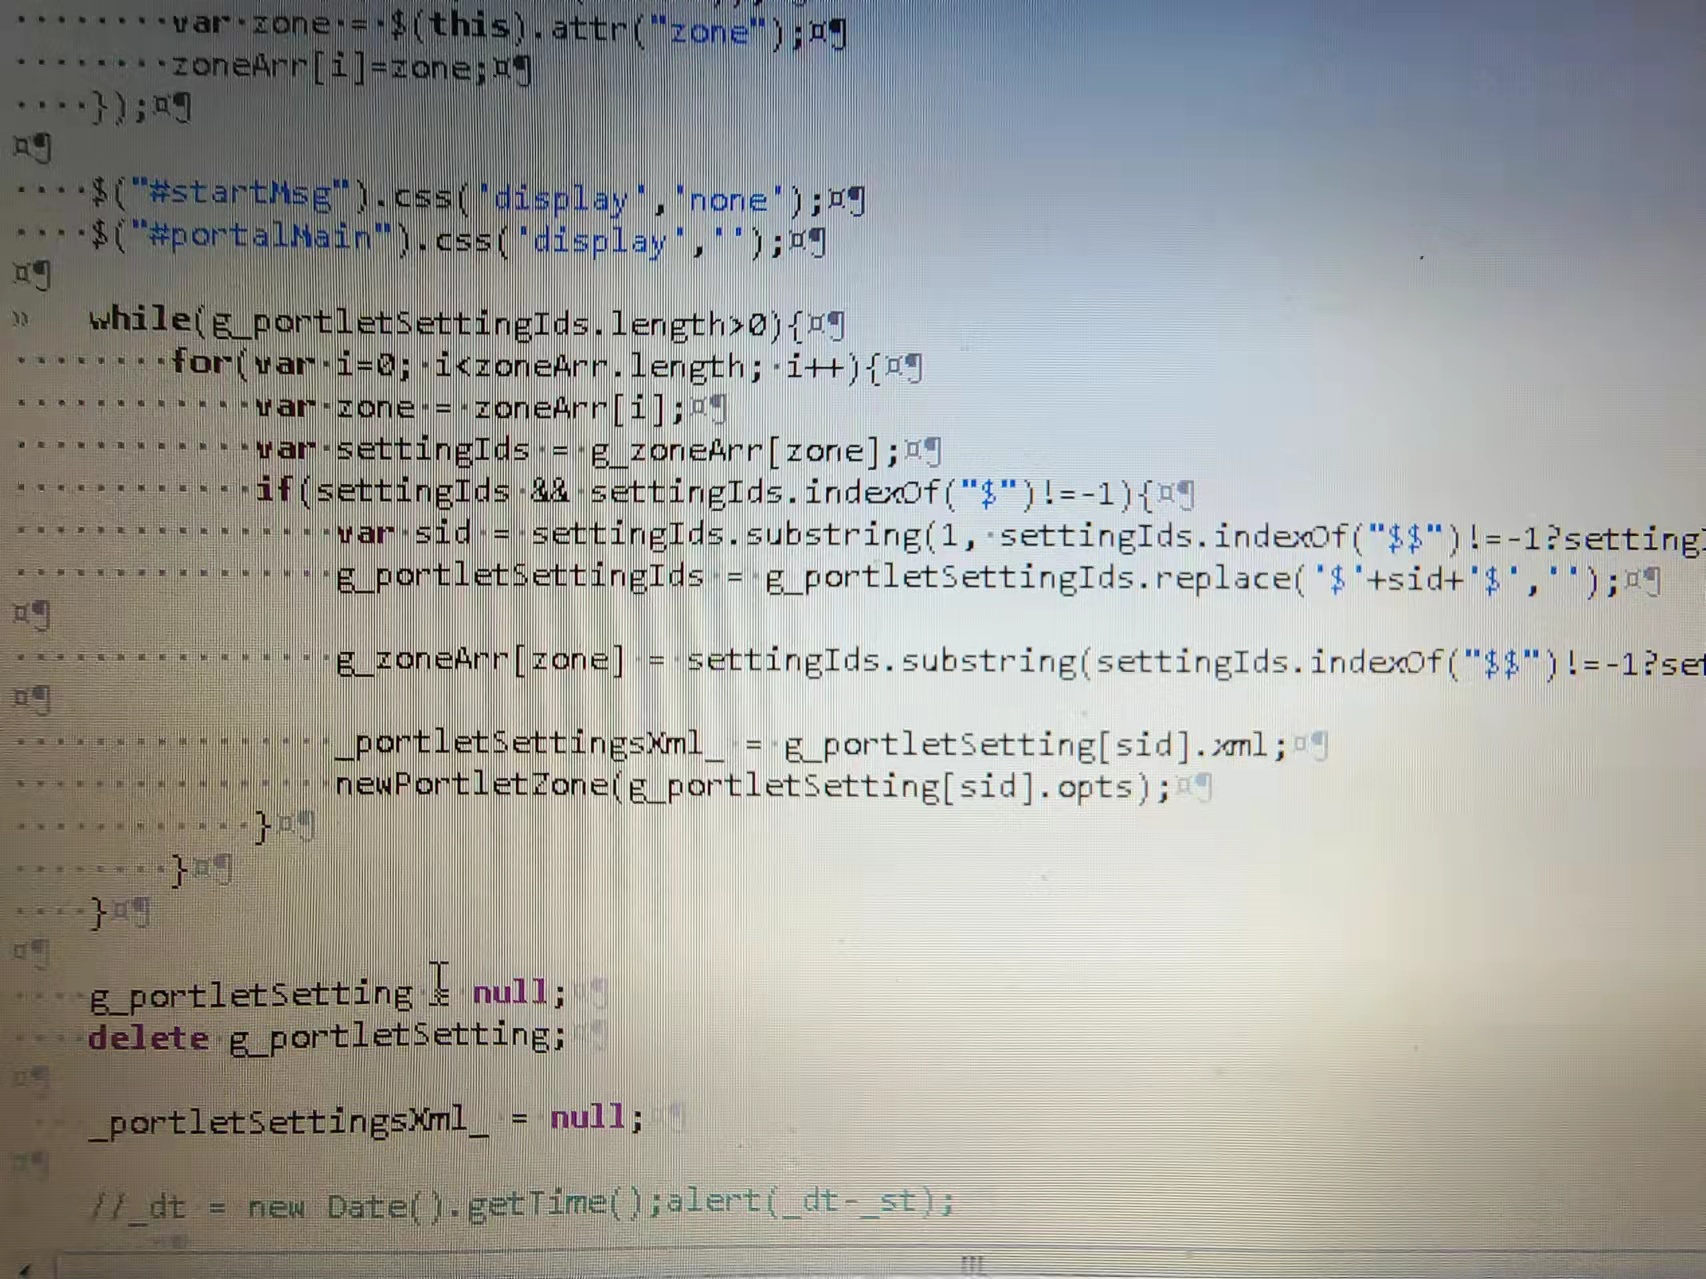 var zone = $(this).attr("zone");
zoneArr[i]=zone;
});
$("#startMsg").css('display','none');
$("#portalMain").css('display','');
while(g_portletSettingIds.length>0){
for(var i=0; i<zoneArr.length; i++){
var zone = zoneArr[i];
var settingIds = g_zoneArr[zone];
if(settingIds && settingIds.indexOf("$")!=-1){
var sid = settingIds.substring(1, settingIds.indexOf("$$")!=-1?setting
g_portletSettingIds = g_portletSettingIds.replace('$'+sid+'$','');
g_zoneArr[zone] = settingIds.substring(settingIds.indexOf("$$")!=-1?set
_portletSettingsXml_ = g_portletSetting[sid].xml;
newPortletZone(g_portletSetting[sid].opts);
}
}
}
g_portletSetting = null;
delete g_portletSetting;
_portletSettingsXml_ = null;
//_dt = new Date().getTime();alert(_dt-_st);